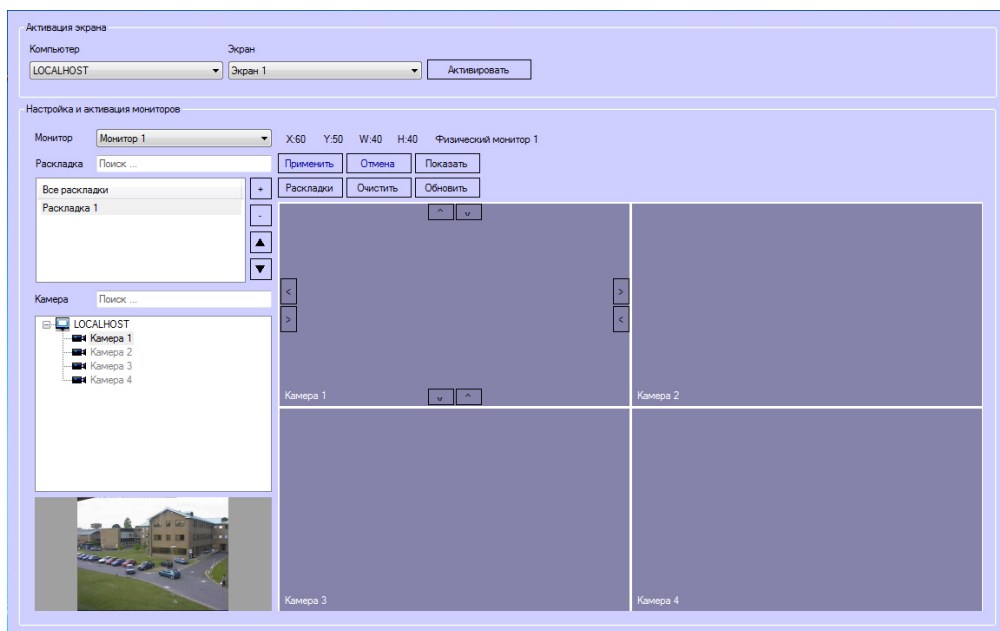 Активация экрана
Компьютер Экран
LOCALHOST Экран 1 Активировать
Настройка и активация мониторов
Монитор Монитор 1 X:60 Y:50 W:40 H:40 Физический монитор 1
Раскладка Поиск ... Применить Отмена Показать
Все раскладки + Раскладки Очистить Обновить
Раскладка 1 - ^ v
▲
▼
< >
Камера Поиск ...
> <
LOCALHOST
Камера 1
Камера 2
Камера 3
Камера 4
Камера 1 v ^ Камера 2
Камера 3 Камера 4